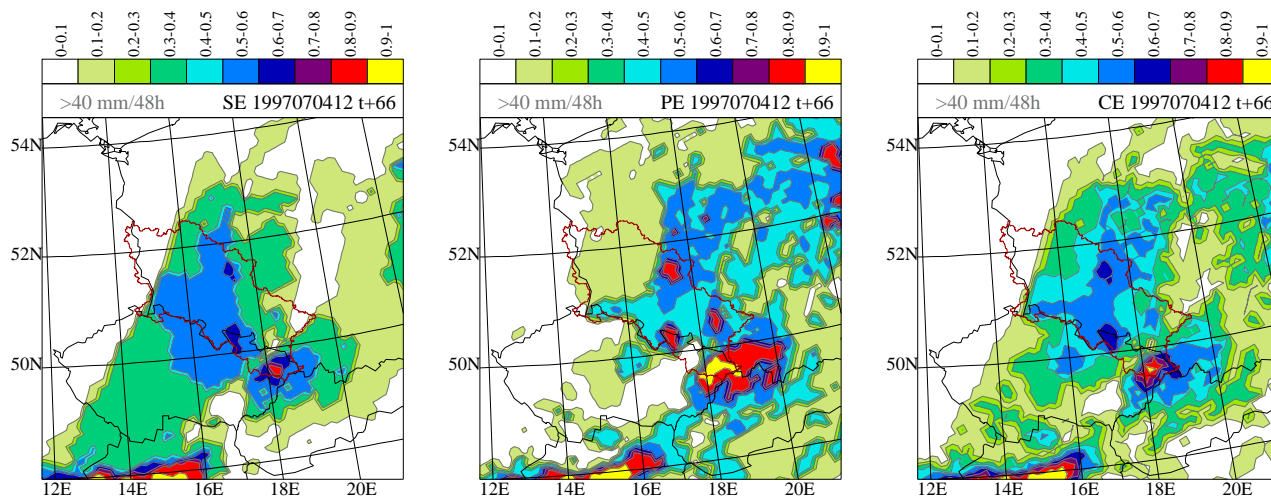 0-0.1 0.1-0.2 0.2-0.3 0.3-0.4 0.4-0.5 0.5-0.6 0.6-0.7 0.7-0.8 0.8-0.9 0.9-1
>40 mm/48h SE 1997070412 t+66
54N
52N
50N
12E 14E 16E 18E 20E
0-0.1 0.1-0.2 0.2-0.3 0.3-0.4 0.4-0.5 0.5-0.6 0.6-0.7 0.7-0.8 0.8-0.9 0.9-1
>40 mm/48h PE 1997070412 t+66
54N
52N
50N
12E 14E 16E 18E 20E
0-0.1 0.1-0.2 0.2-0.3 0.3-0.4 0.4-0.5 0.5-0.6 0.6-0.7 0.7-0.8 0.8-0.9 0.9-1
>40 mm/48h CE 1997070412 t+66
54N
52N
50N
12E 14E 16E 18E 20E